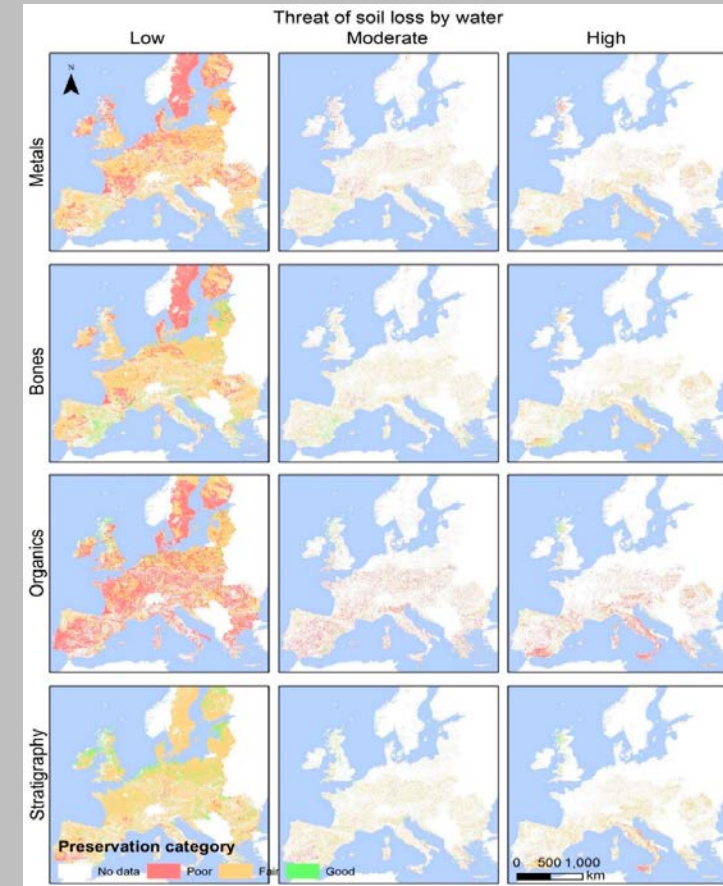 Threat of soil loss by water
Low Moderate High
N
Metals
Bones
Organics
Stratigraphy
Preservation category
No data Poor Fair Good
0 500 1,000
km